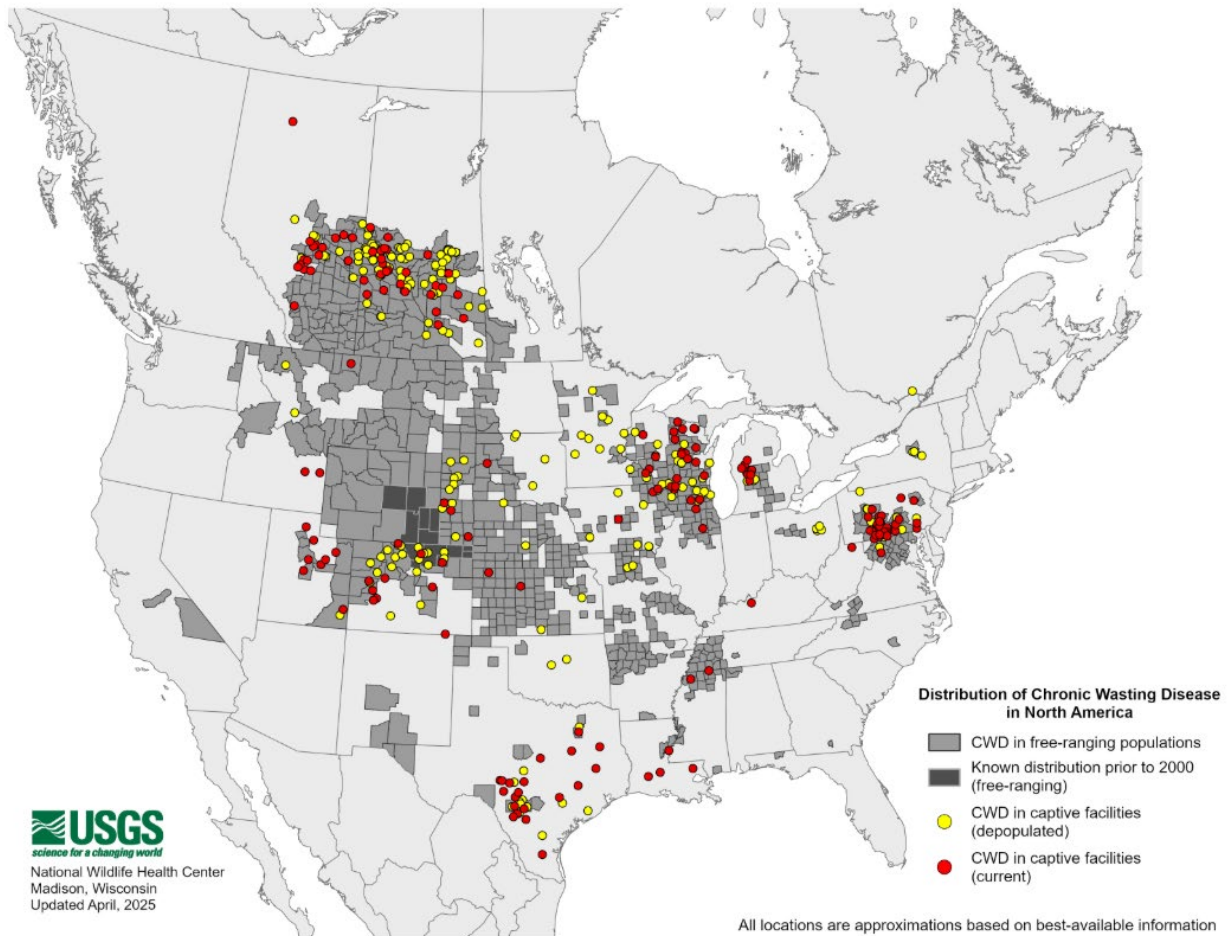 Distribution of Chronic Wasting Disease
in North America
CWD in free-ranging populations
Known distribution prior to 2000
(free-ranging)
CWD in captive facilities
(depopulated)
CWD in captive facilities
(current)
USGS
science for a changing world
National Wildlife Health Center
Madison, Wisconsin
Updated April, 2025
All locations are approximations based on best-available information